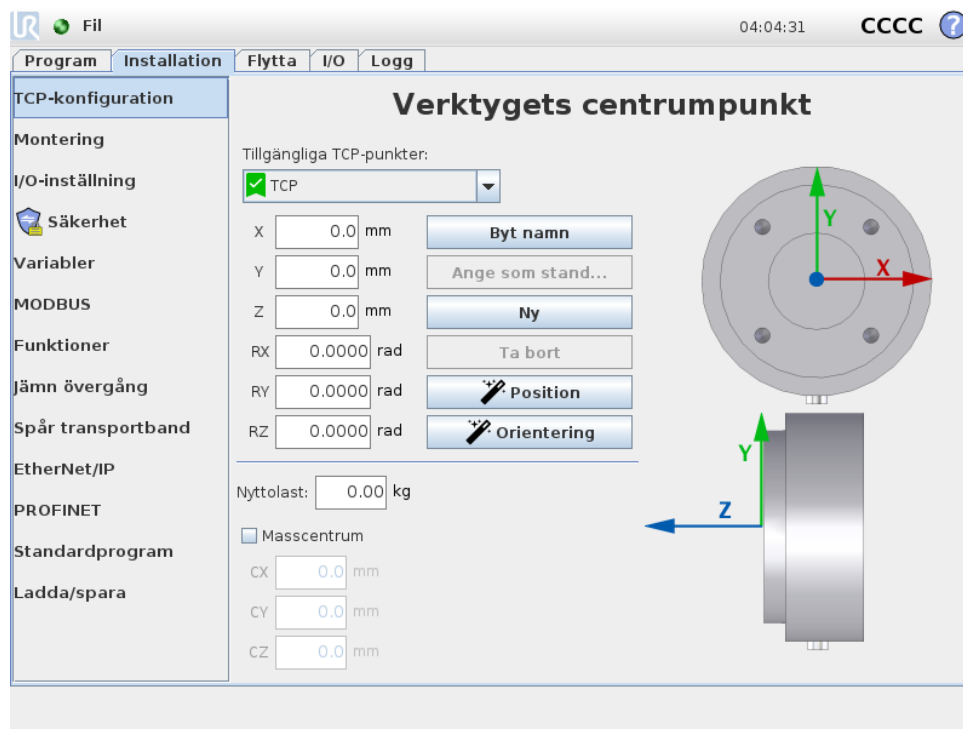 UR Fil 04:04:31 CCCC ?
Program Installation Flytta I/O Logg
TCP-konfiguration
Montering
I/O-inställning
Säkerhet
Variabler
MODBUS
Funktioner
Jämn övergång
Spår transportband
EtherNet/IP
PROFINET
Standardprogram
Ladda/spara
Verktygets centrumpunkt
Tillgängliga TCP-punkter:
TCP
X 0.0 mm Byt namn
Y 0.0 mm Ange som stand...
Z 0.0 mm Ny
RX 0.0000 rad Ta bort
RY 0.0000 rad Position
RZ 0.0000 rad Orientering
Nyttolast: 0.00 kg
Masscentrum
CX 0.0 mm
CY 0.0 mm
CZ 0.0 mm
Y
X
Y
Z